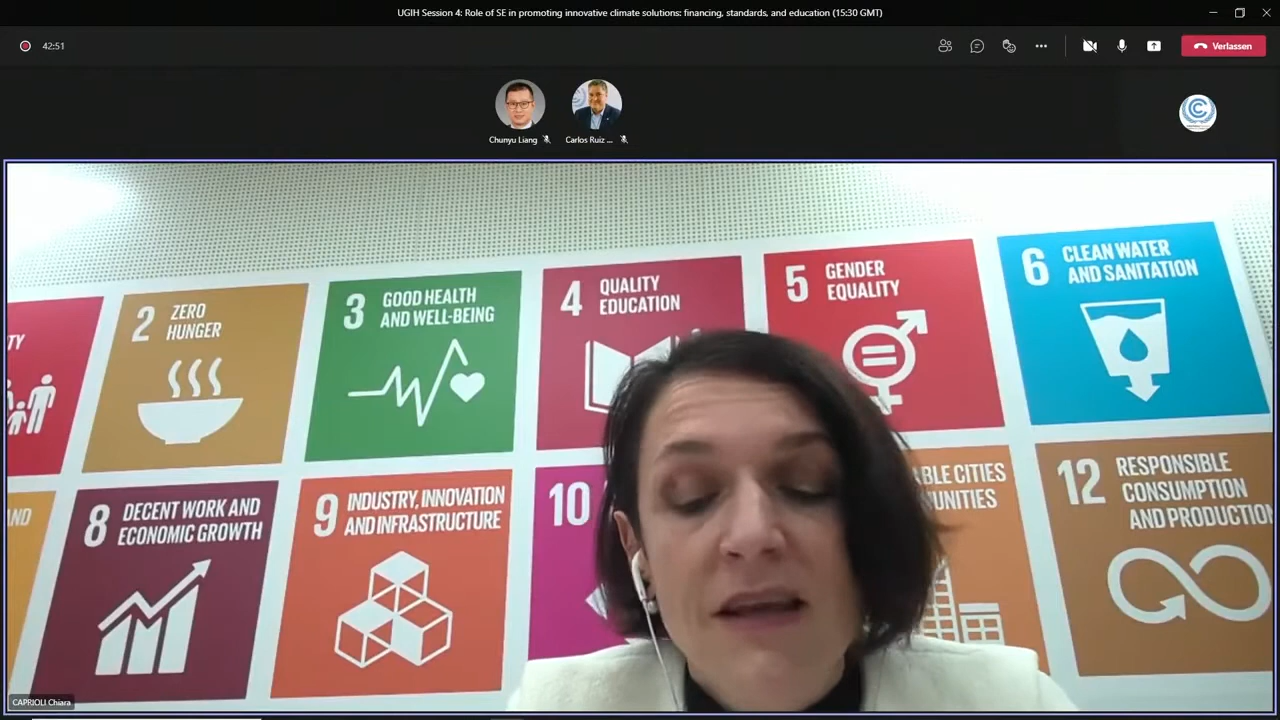 UGIH Session 4: Role of SE in promoting innovative climate solutions: financing, standards, and education (15:30 GMT)
42:51
Verlassen
Chunyu Liang
Carlos Ruiz ...
TY
2 ZERO
HUNGER
3 GOOD HEALTH
AND WELL-BEING
4 QUALITY
EDUCATION
5 GENDER
EQUALITY
6 CLEAN WATER
AND SANITATION
ND
8 DECENT WORK AND
ECONOMIC GROWTH
9 INDUSTRY, INNOVATION
AND INFRASTRUCTURE
10
BLE CITIES
UNITIES
12 RESPONSIBLE
CONSUMPTION
AND PRODUCTION
CAPRIOLI Chiara